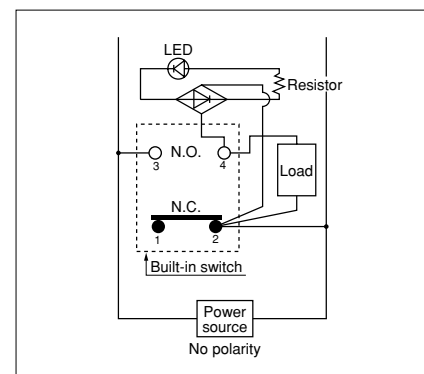 LED
Resistor
N.O.
3
4
Load
N.C.
1
2
Built-in switch
Power
source
No polarity